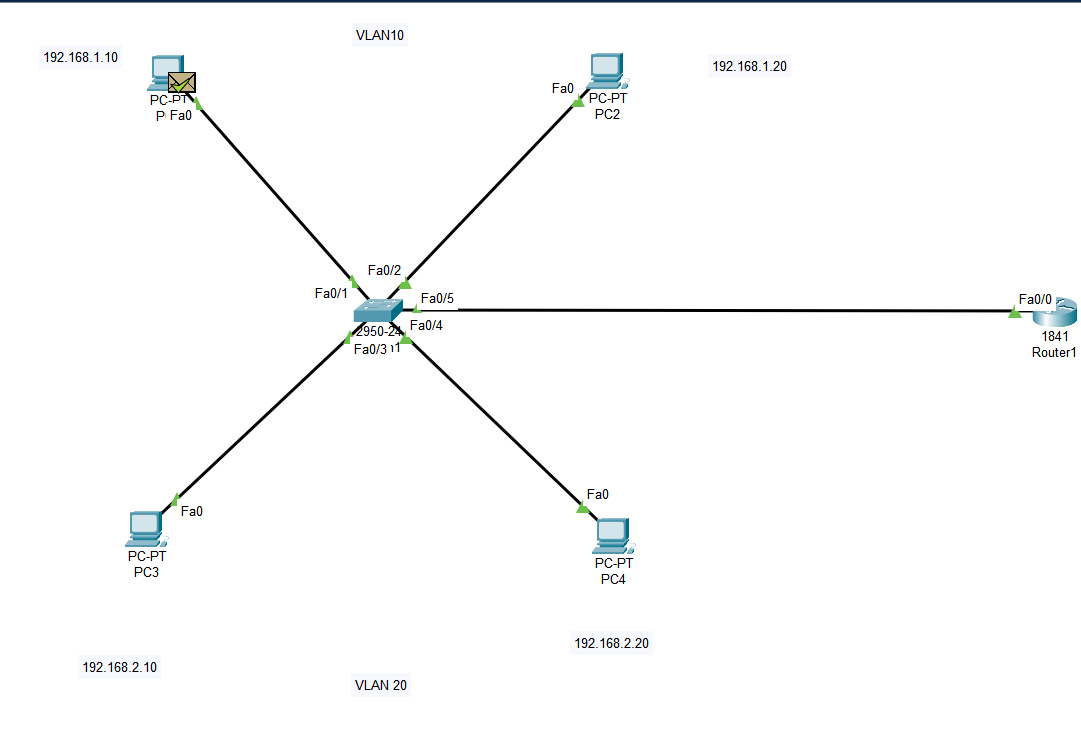 VLAN10
192.168.1.10
192.168.1.20
PC-PT
Fa0
Fa0
PC-PT
PC2
Fa0/2
Fa0/1
Fa0/5
Fa0/4
2950-24
Fa0/3
Fa0/0
1841
Router1
Fa0
PC-PT
PC3
Fa0
PC-PT
PC4
192.168.2.20
192.168.2.10
VLAN 20